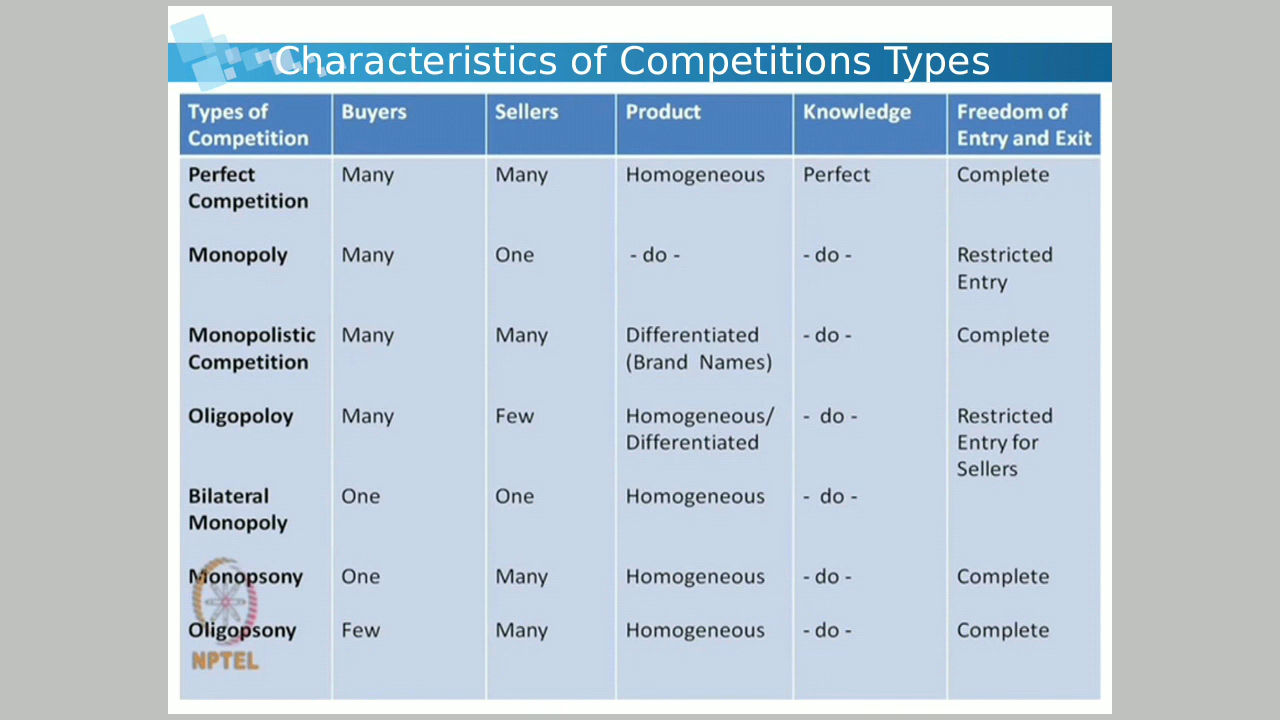 Characteristics of Competitions Types
Types of Competition | Buyers | Sellers | Product | Knowledge | Freedom of Entry and Exit
Perfect Competition | Many | Many | Homogeneous | Perfect | Complete
Monopoly | Many | One | - do - | - do - | Restricted Entry
Monopolistic Competition | Many | Many | Differentiated (Brand Names) | - do - | Complete
Oligopoloy | Many | Few | Homogeneous/ Differentiated | - do - | Restricted Entry for Sellers
Bilateral Monopoly | One | One | Homogeneous | - do -
Monopsony | One | Many | Homogeneous | - do - | Complete
Oligopsony | Few | Many | Homogeneous | - do - | Complete
NPTEL